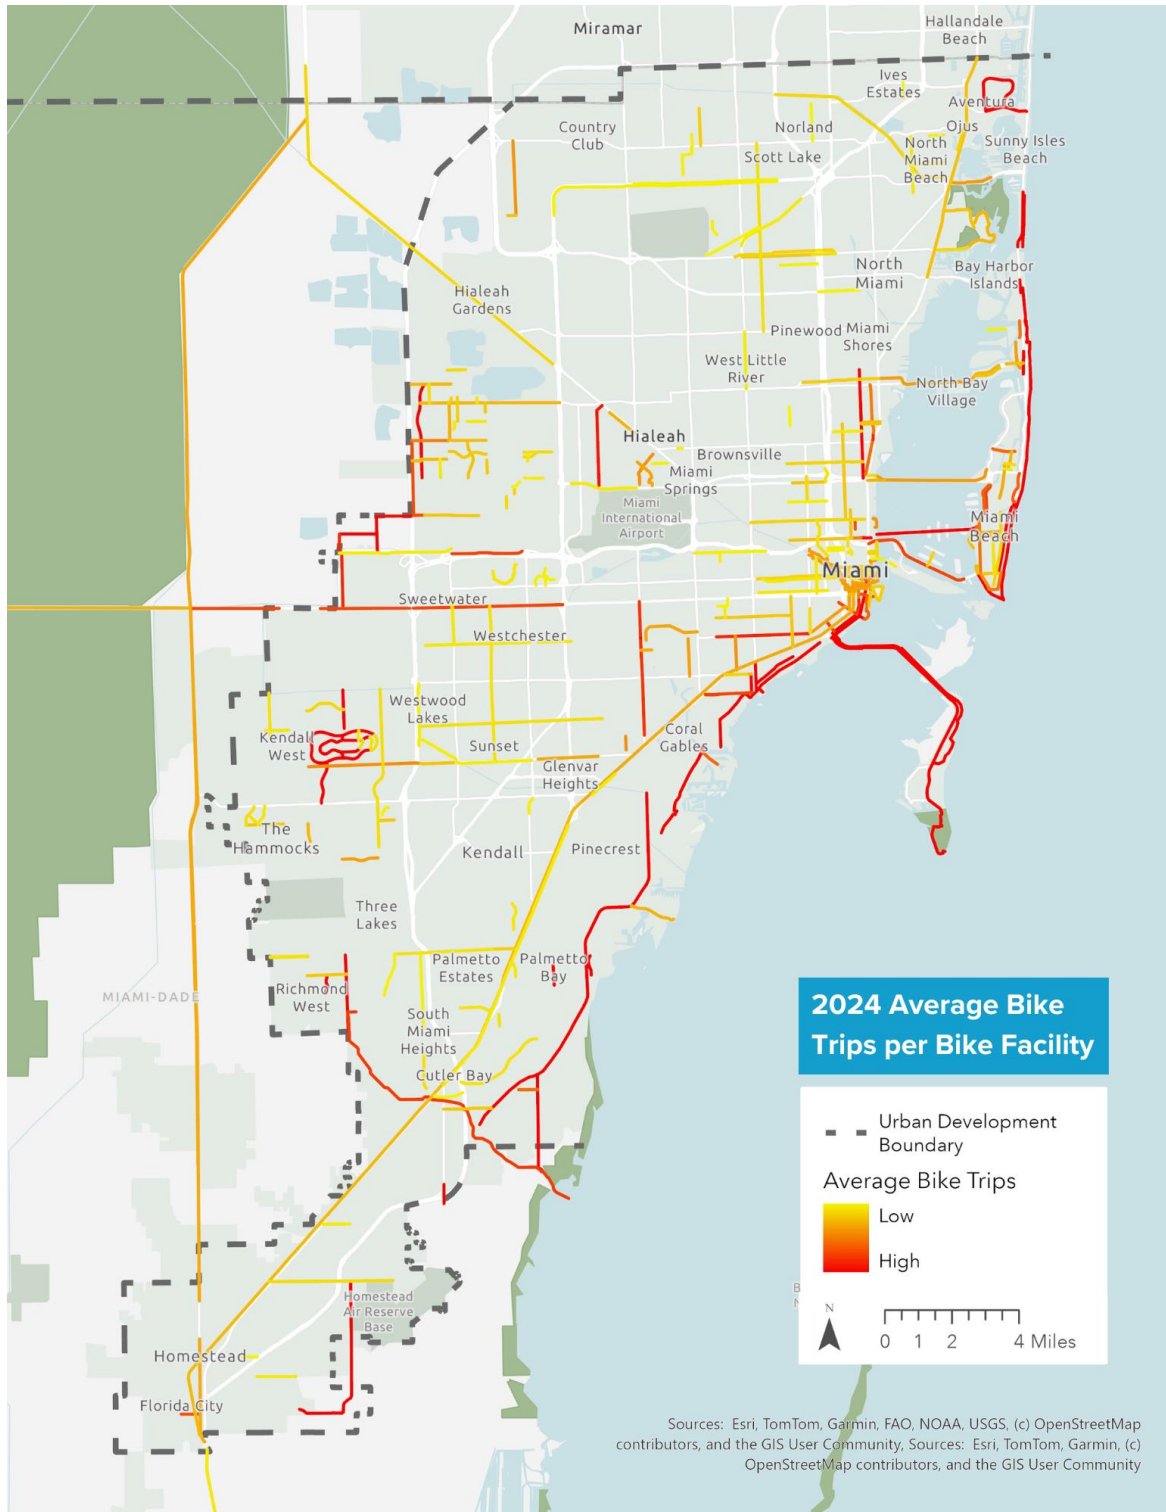 Miramar
Hallandale
Beach
Ives
Estates
Aventura
Country
Club
Norland
Ojus
Scott Lake
North
Miami
Beach
Sunny Isles
Beach
North
Miami
Bay Harbor
Islands
Hialeah
Gardens
Pinewood
Miami
Shores
West Little
River
North Bay
Village
Hialeah
Brownsville
Miami
Springs
Miami
International
Airport
Miami
Beach
Miami
Sweetwater
Westchester
Westwood
Lakes
Coral
Gables
Kendall
West
Sunset
Glenvar
Heights
The
Hammocks
Kendall
Pinecrest
Three
Lakes
Palmetto
Estates
Palmetto
Bay
Richmond
West
MIAMI-DADE
South
Miami
Heights
Cutler Bay
Homestead
Air Reserve
Base
Homestead
Florida City
2024 Average Bike
Trips per Bike Facility
Urban Development
Boundary
Average Bike Trips
Low
High
B
N
N
0 1 2 4 Miles
Sources: Esri, TomTom, Garmin, FAO, NOAA, USGS, (c) OpenStreetMap
contributors, and the GIS User Community, Sources: Esri, TomTom, Garmin, (c)
OpenStreetMap contributors, and the GIS User Community